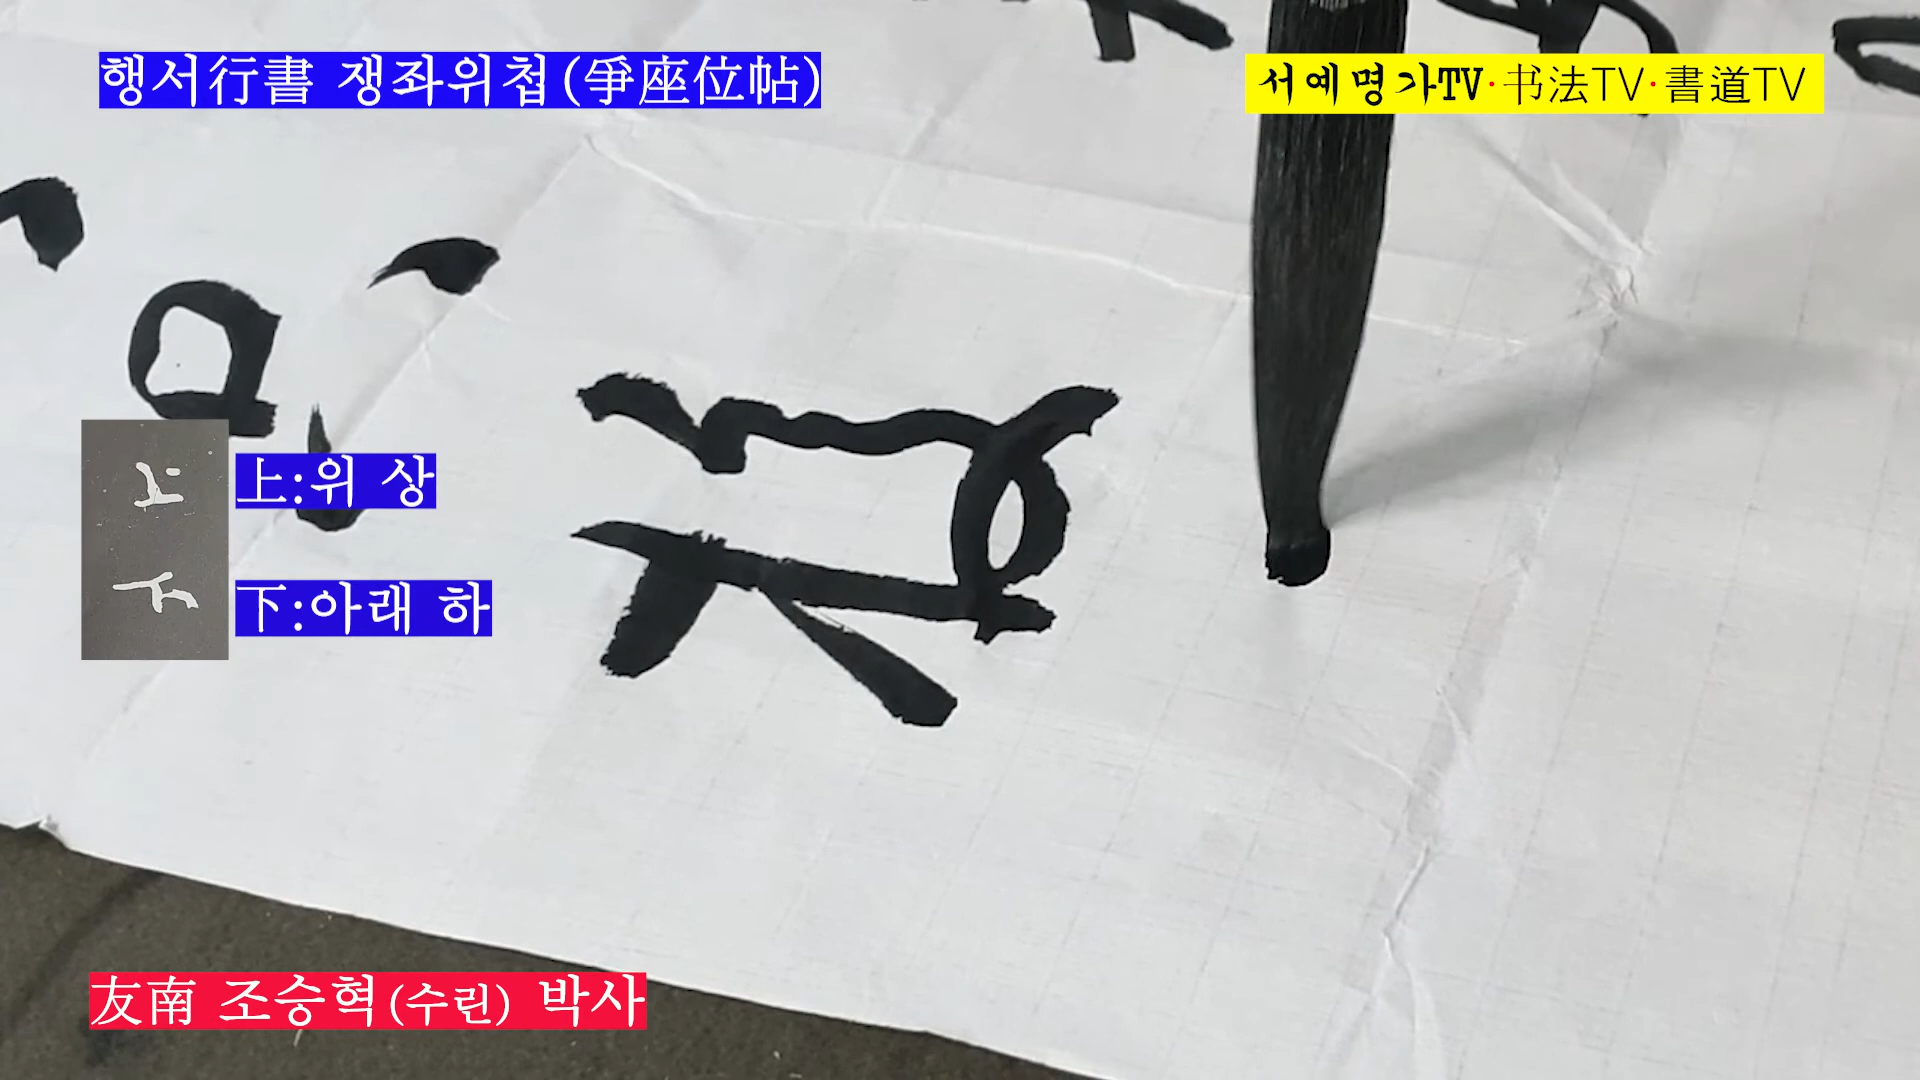 행서行書 쟁좌위첩(爭座位帖)
서예명가TV·书法TV·書道TV
上:위 상
下:아래 하
友南 조승혁(수린) 박사